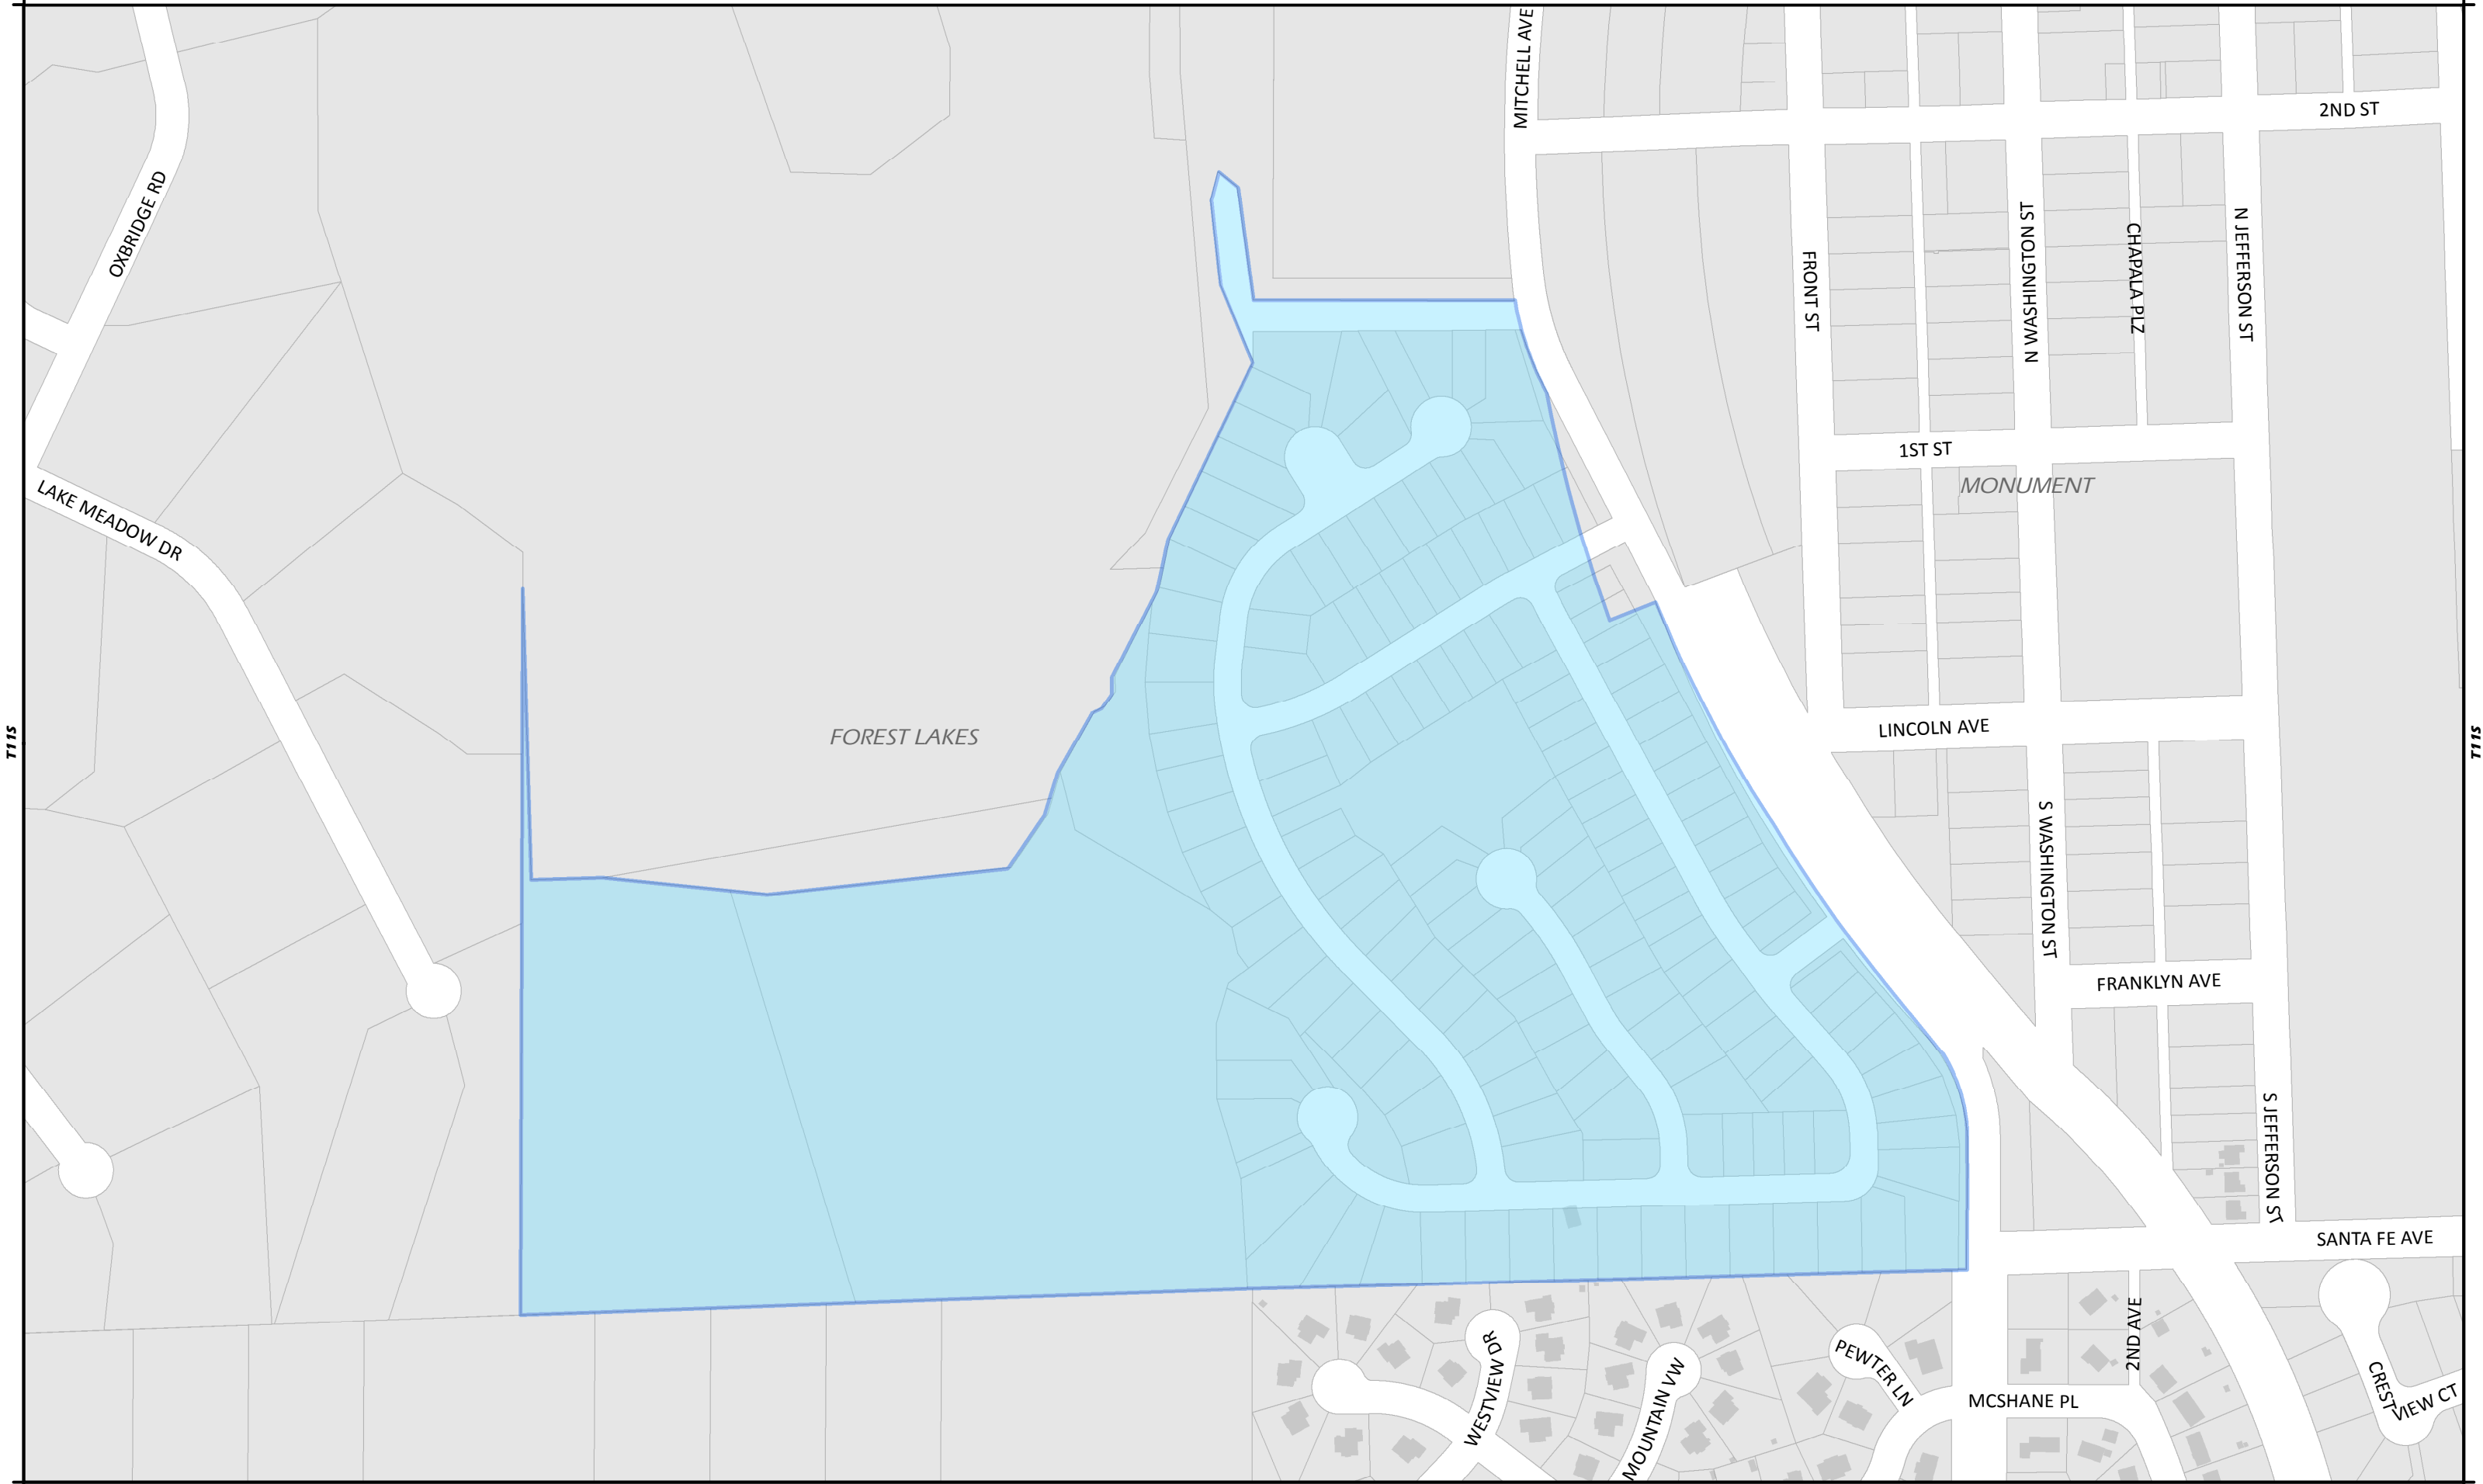 MITCHELL AVE
2ND ST
OXBRIDGE RD
FRONT ST
N WASHINGTON ST
CHAPALA PLZ
N JEFFERSON ST
1ST ST
MONUMENT
LAKE MEADOW DR
T11S
FOREST LAKES
LINCOLN AVE
T11S
S WASHINGTON ST
FRANKLYN AVE
S JEFFERSON ST
SANTA FE AVE
WESTVIEW DR
MOUNTAIN VW
PEWTER LN
2ND AVE
MCSHANE PL
CREST
VIEW CT